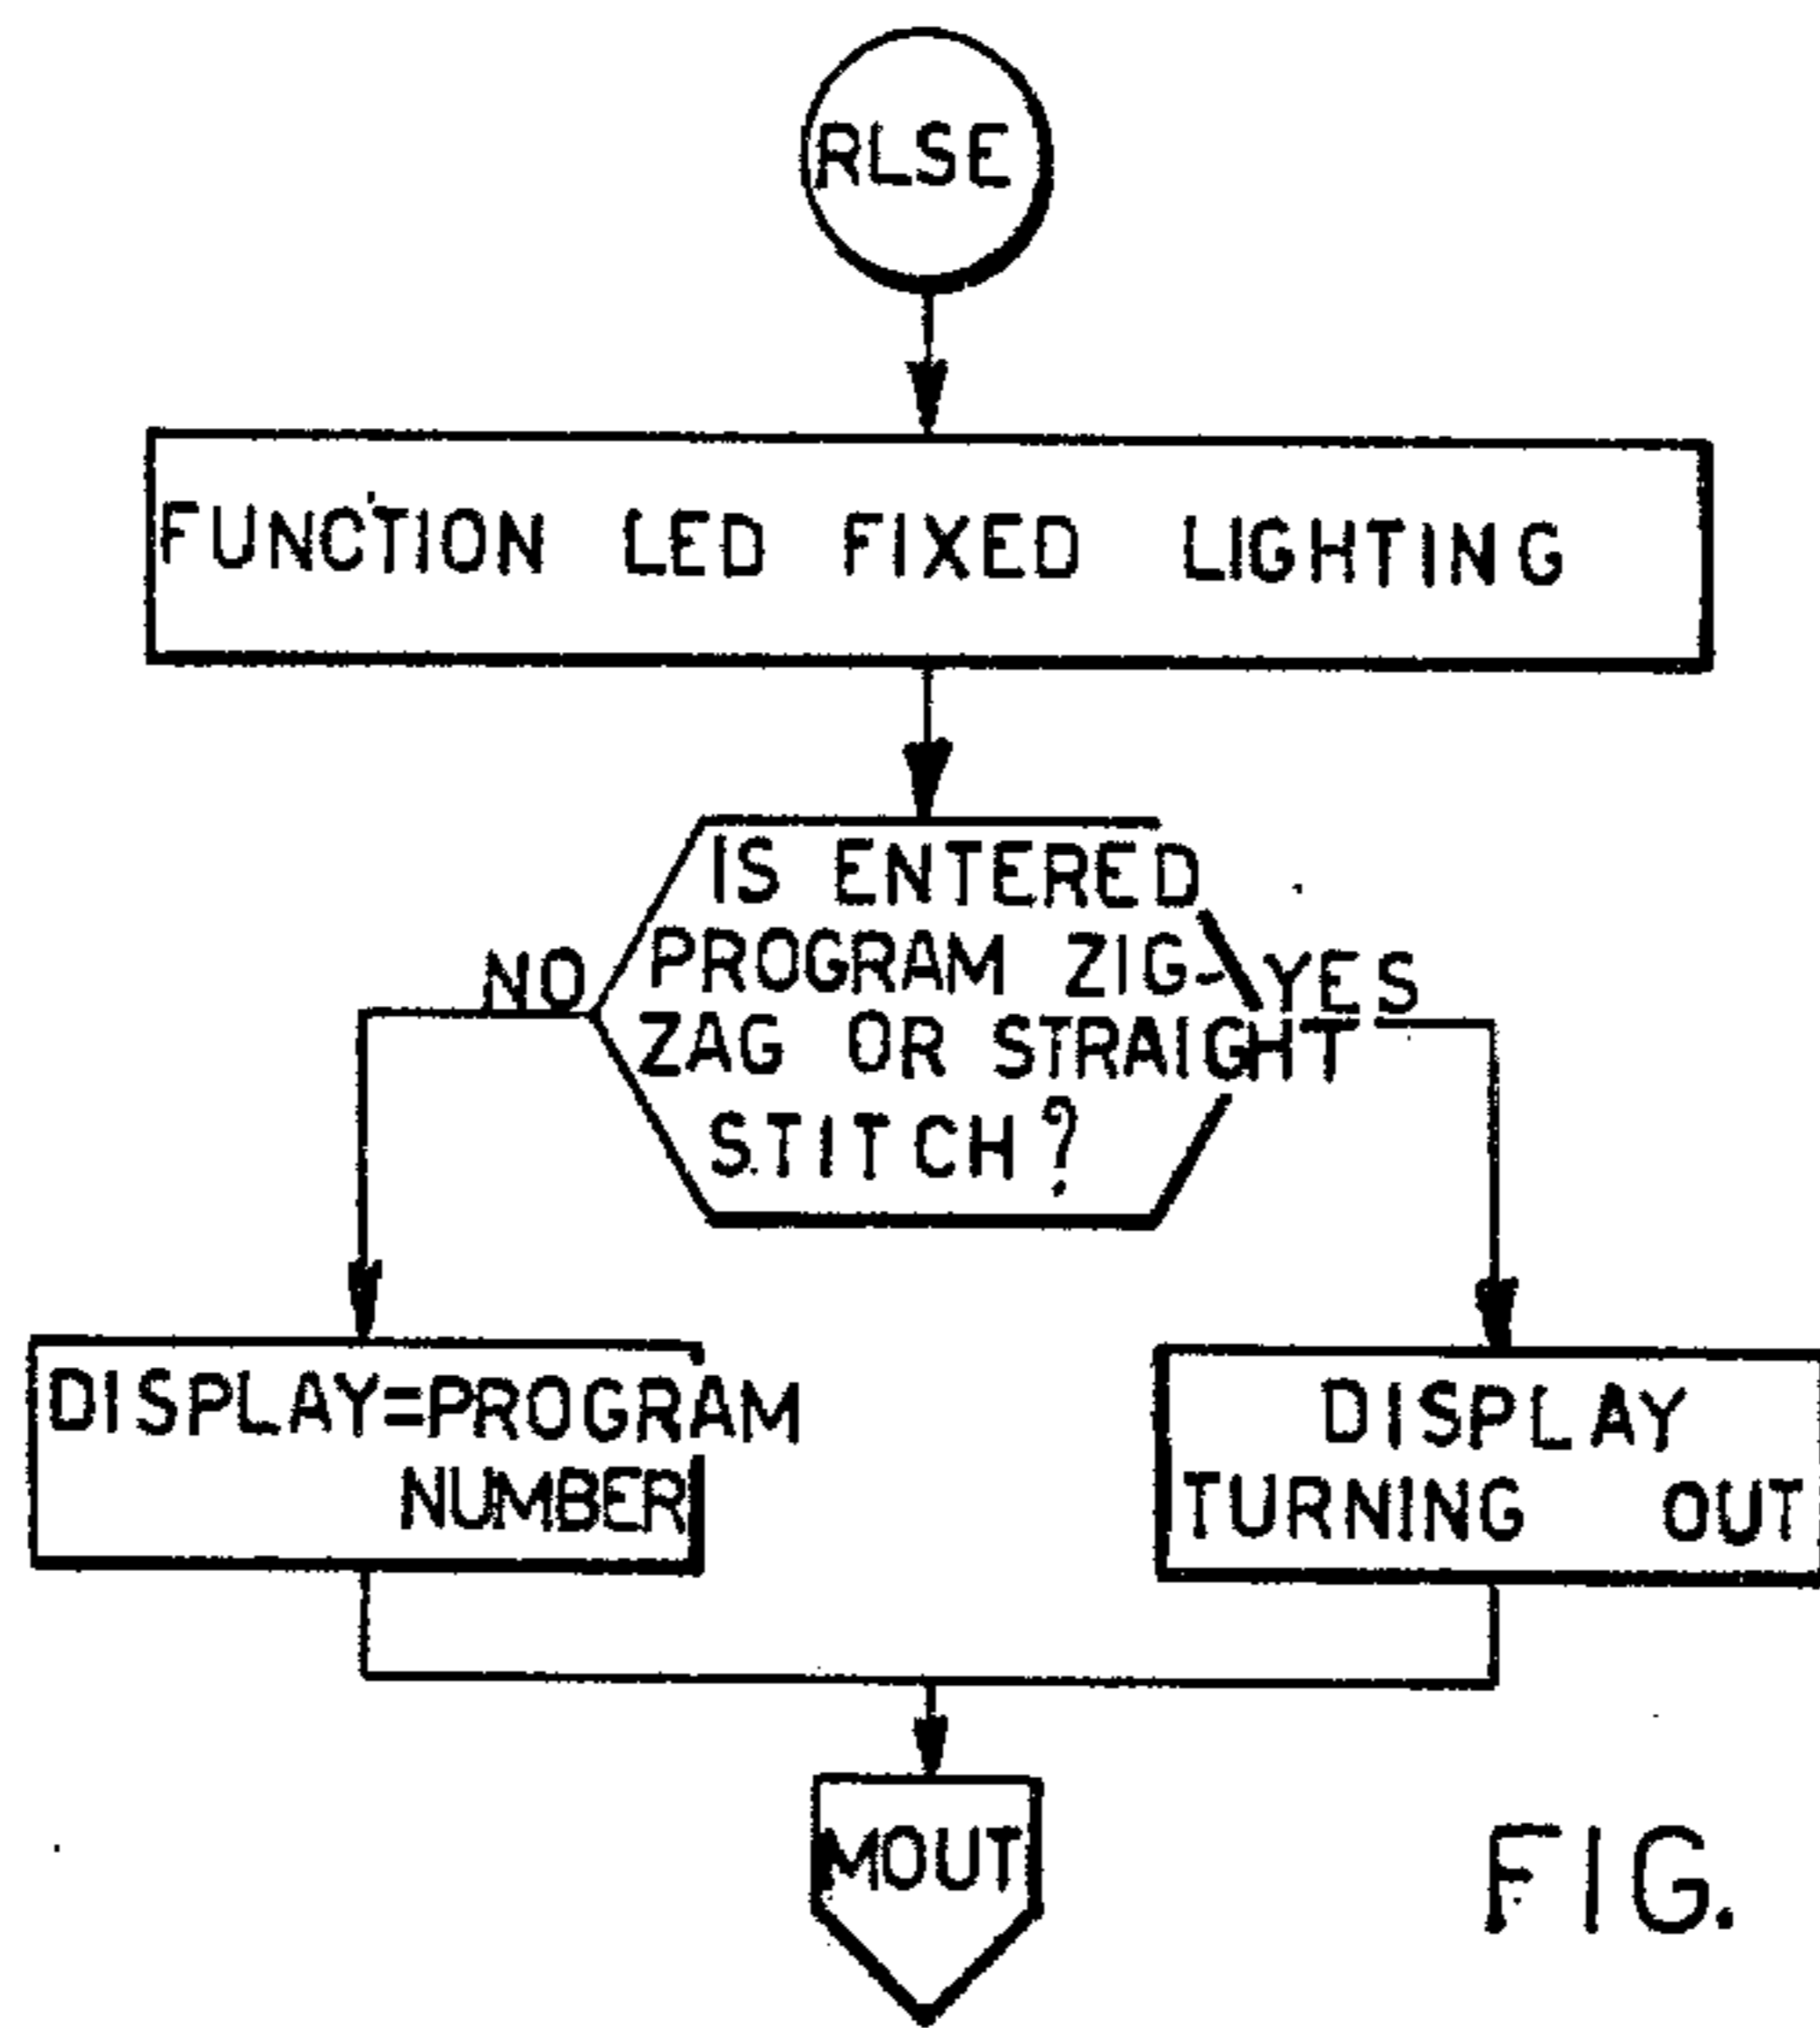 RLSE
FUNCTION LED FIXED LIGHTING
IS ENTERED
PROGRAM ZIG-
ZAG OR STRAIGHT
STITCH?
NO
YES
DISPLAY=PROGRAM
NUMBER
DISPLAY
TURNING OUT
MOUT
FIG.